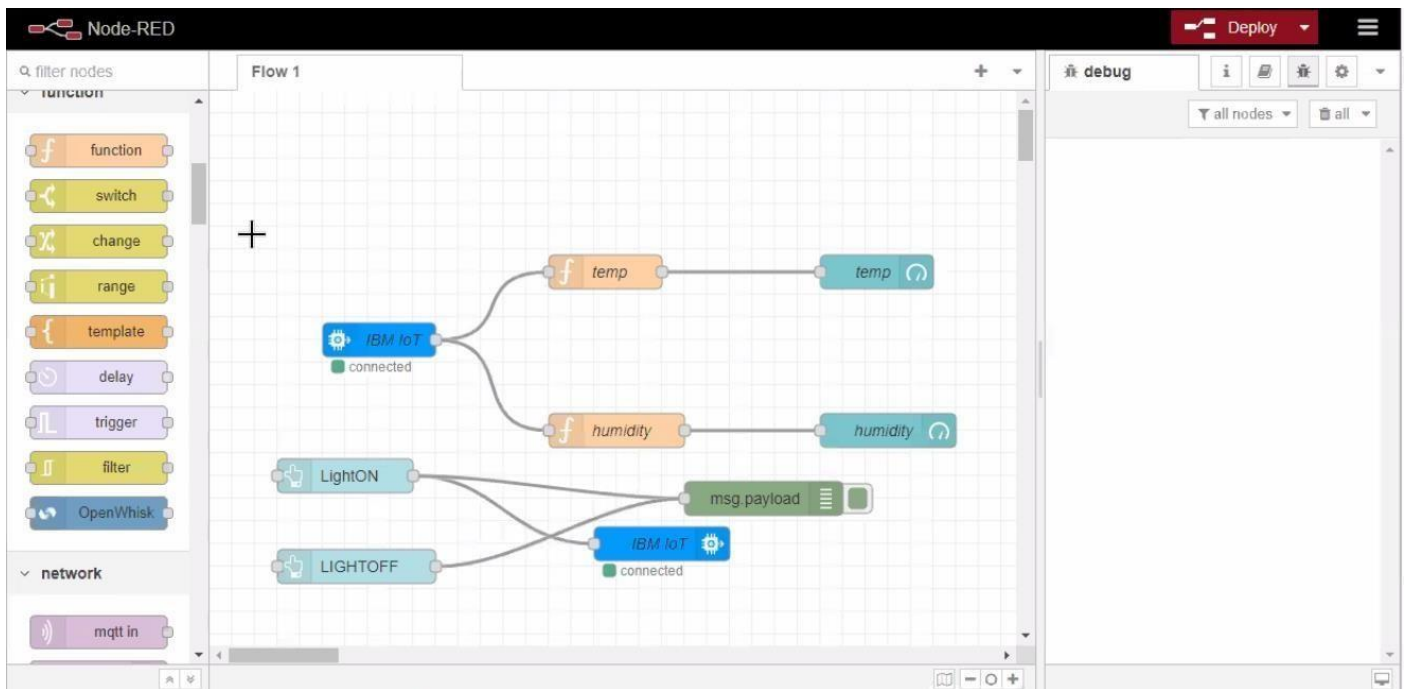 Node-RED
Deploy
filter nodes
Flow 1
debug
i
all nodes
all
function
function
switch
change
range
template
delay
trigger
filter
OpenWhisk
network
mqtt in
temp
temp
IBM IoT
connected
humidity
humidity
LightON
msg.payload
IBM IoT
connected
LIGHTOFF